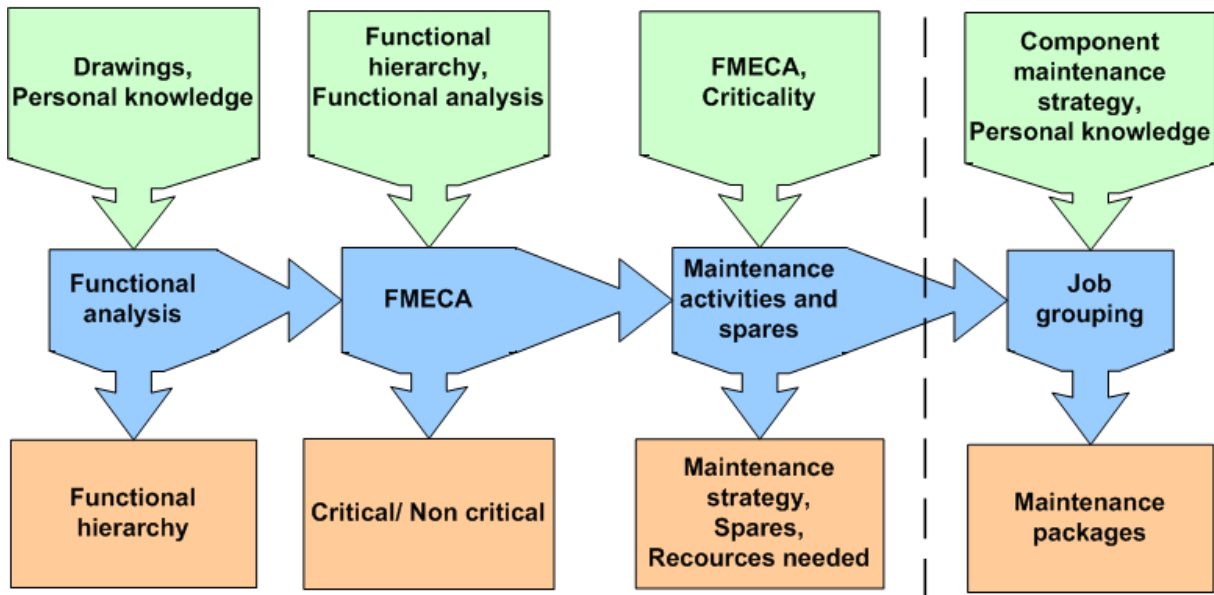 Drawings,
Personal knowledge
Functional
hierarchy,
Functional analysis
FMECA,
Criticality
Component
maintenance
strategy,
Personal knowledge
Functional
analysis
FMECA
Maintenance
activities and
spares
Job
grouping
Functional
hierarchy
Critical/ Non critical
Maintenance
strategy,
Spares,
Recources needed
Maintenance
packages